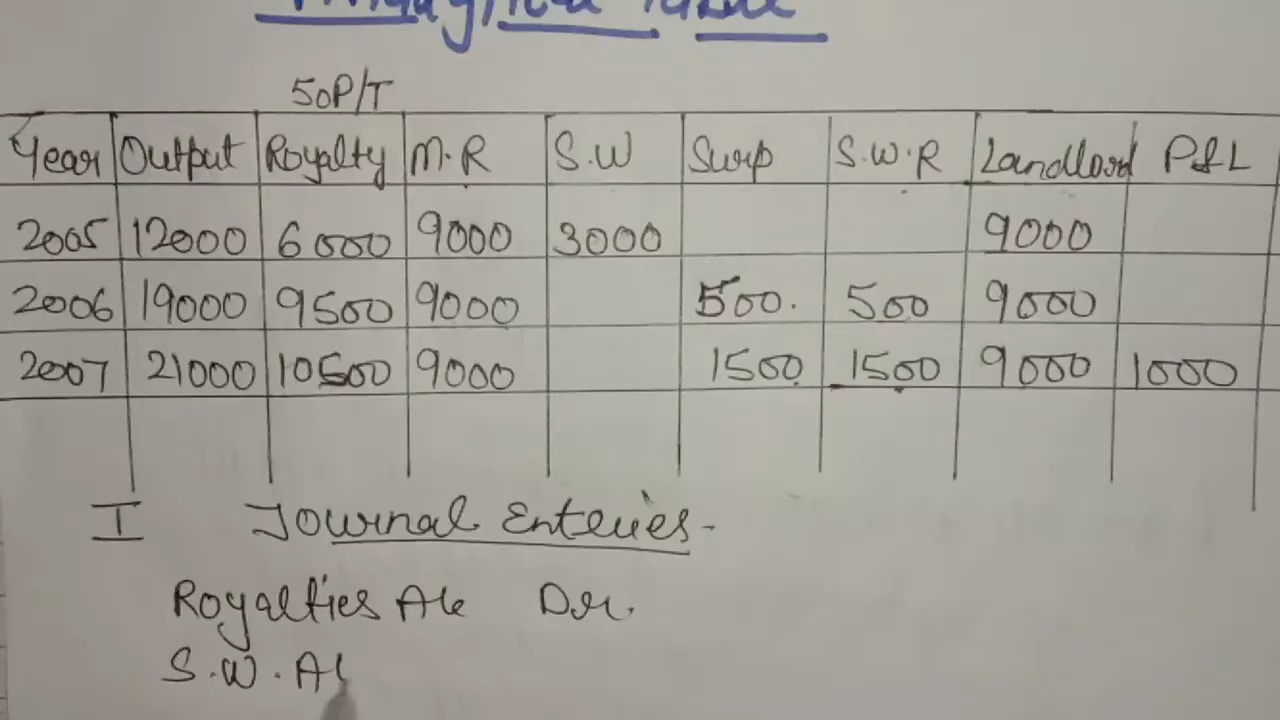 50P/T
Year Output Royalty M.R S.W Surp S.W.R Landlord P&L
2005 12000 6000 9000 3000 9000
2006 19000 9500 9000 500. 500 9000
2007 21000 10500 9000 1500 1500 9000 1000
I Journal Enteries-
Royalties A/c Dr.
S.W. A/